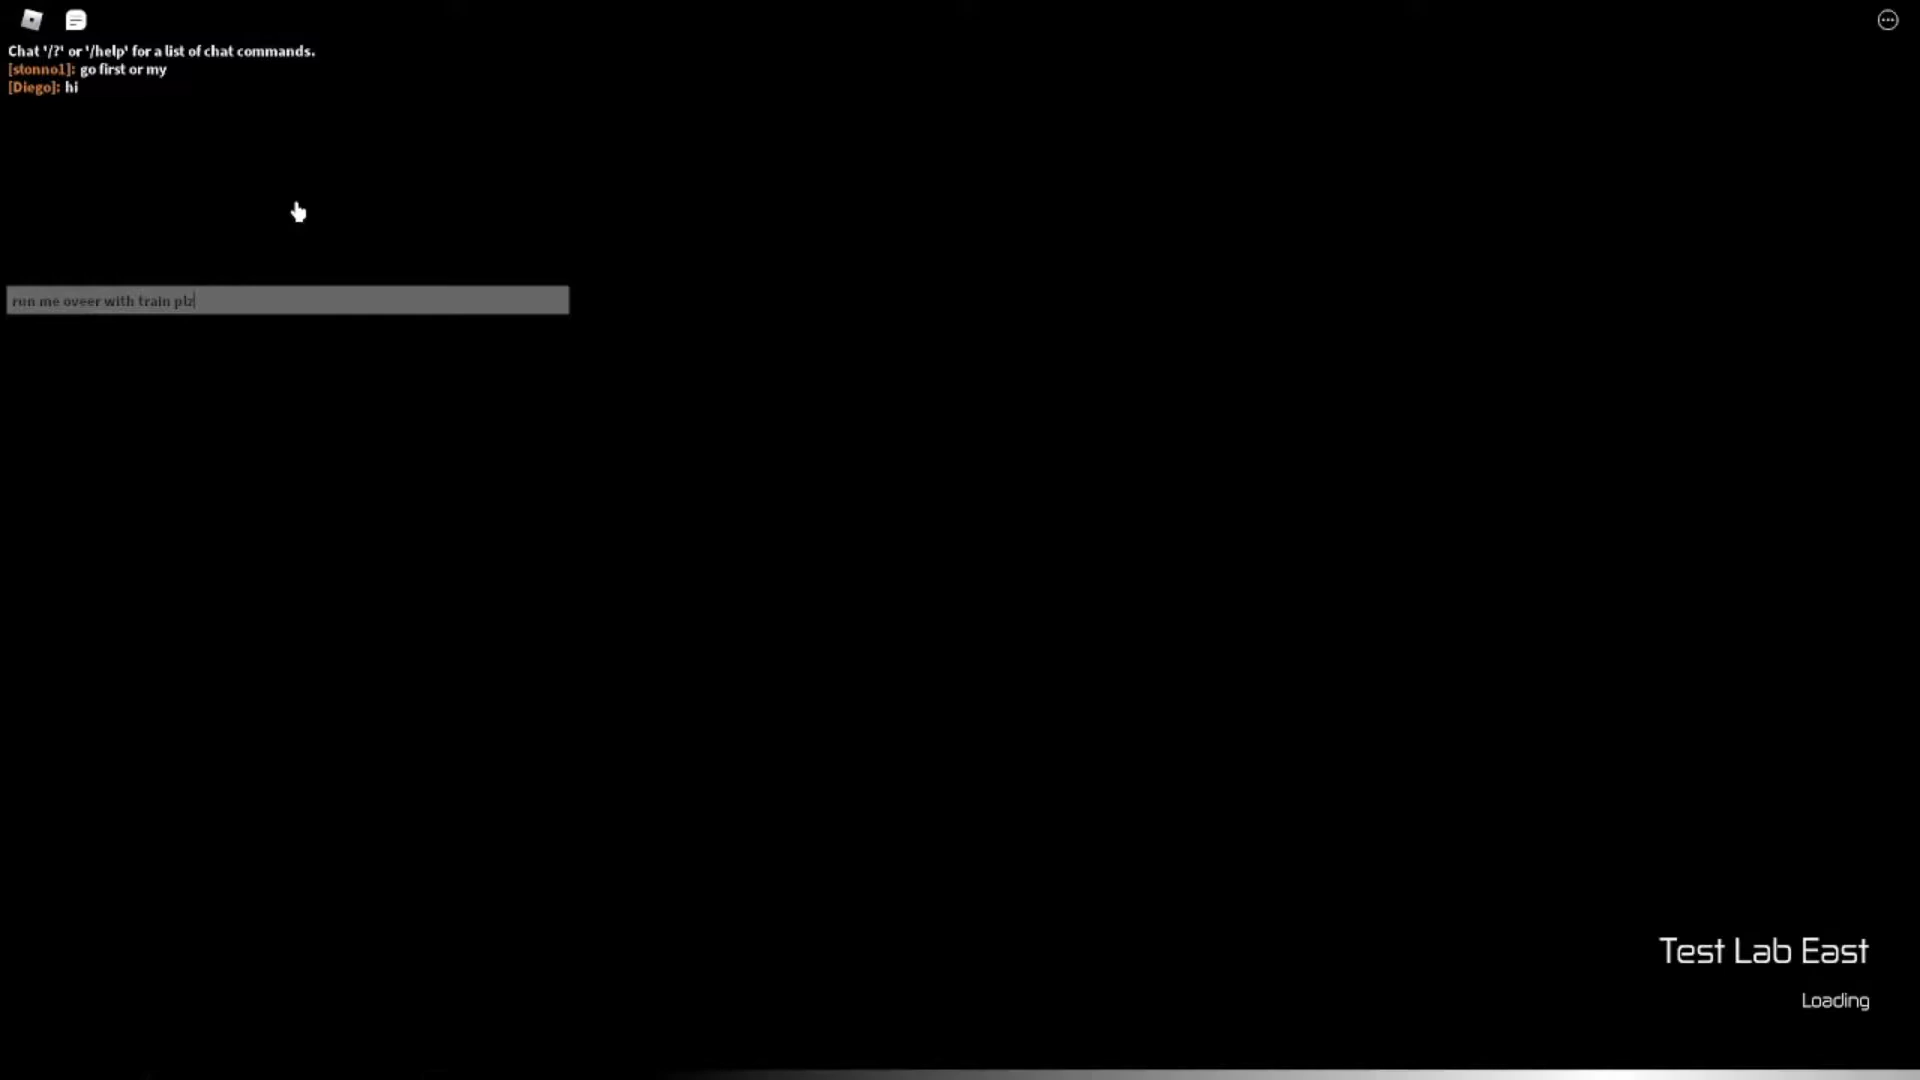 Chat '/?' or '/help' for a list of chat commands.
[stonno1]: go first or my
[Diego]: hi
run me oveer with train plz
Test Lab East
Loading